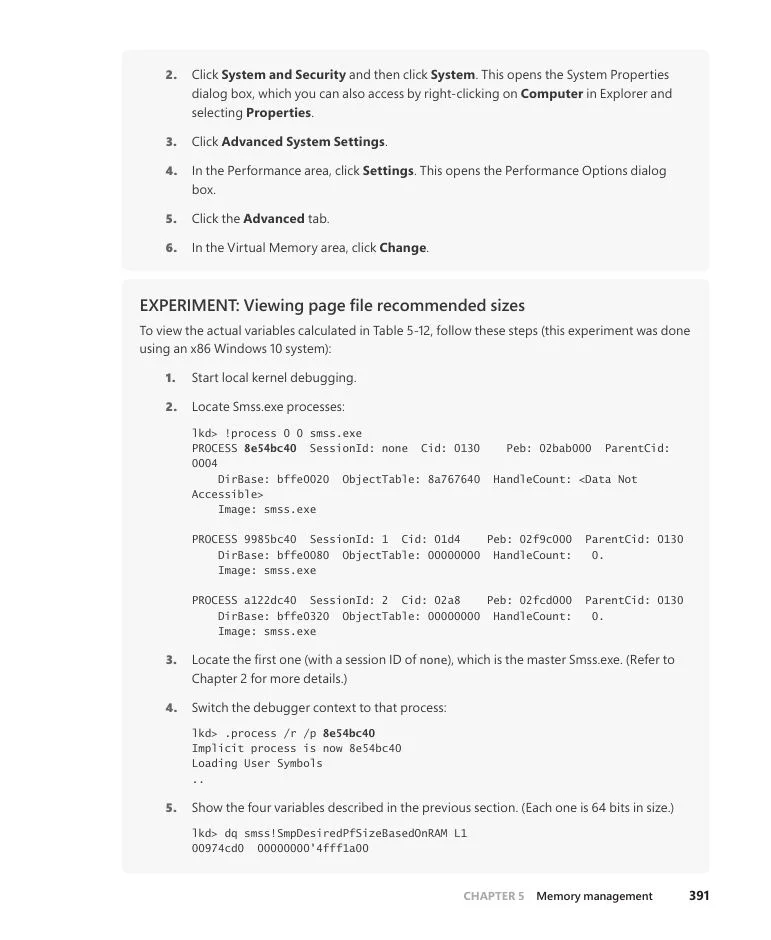 2. Click System and Security and then click System. This opens the System Properties
dialog box, which you can also access by right-clicking on Computer in Explorer and
selecting Properties.
3. Click Advanced System Settings.
4. In the Performance area, click Settings. This opens the Performance Options dialog
box.
5. Click the Advanced tab.
6. In the Virtual Memory area, click Change.
EXPERIMENT: Viewing page file recommended sizes
To view the actual variables calculated in Table 5-12, follow these steps (this experiment was done
using an x86 Windows 10 system):
1. Start local kernel debugging.
2. Locate Smss.exe processes:
lkd> !process 0 0 smss.exe
PROCESS 8e54bc40  SessionId: none  Cid: 0130    Peb: 02bab000  ParentCid:
0004
    DirBase: bffe0020  ObjectTable: 8a767640  HandleCount: <Data Not
Accessible>
    Image: smss.exe
PROCESS 9985bc40  SessionId: 1  Cid: 01d4    Peb: 02f9c000  ParentCid: 0130
    DirBase: bffe0080  ObjectTable: 00000000  HandleCount:   0.
    Image: smss.exe
PROCESS a122dc40  SessionId: 2  Cid: 02a8    Peb: 02fcd000  ParentCid: 0130
    DirBase: bffe0320  ObjectTable: 00000000  HandleCount:   0.
    Image: smss.exe
3. Locate the first one (with a session ID of none), which is the master Smss.exe. (Refer to
Chapter 2 for more details.)
4. Switch the debugger context to that process:
lkd> .process /r /p 8e54bc40
Implicit process is now 8e54bc40
Loading User Symbols
..
5. Show the four variables described in the previous section. (Each one is 64 bits in size.)
lkd> dq smss!SmpDesiredPfSizeBasedOnRAM L1
00974cd0  00000000'4fff1a00
CHAPTER 5 Memory management 391